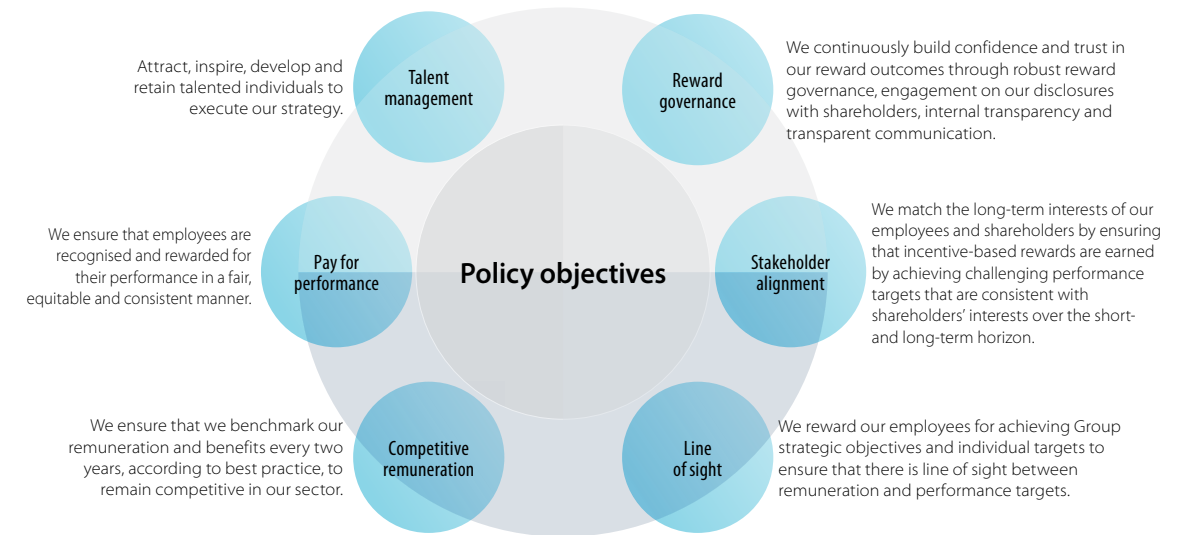 Attract, inspire, develop and
retain talented individuals to
execute our strategy.
Talent
management
Reward
governance
We continuously build confidence and trust in
our reward outcomes through robust reward
governance, engagement on our disclosures
with shareholders, internal transparency and
transparent communication.
We ensure that employees are
recognised and rewarded for
their performance in a fair,
equitable and consistent manner.
Pay for
performance
Policy objectives
Stakeholder
alignment
We match the long-term interests of our
employees and shareholders by ensuring
that incentive-based rewards are earned
by achieving challenging performance
targets that are consistent with
shareholders’ interests over the short-
and long-term horizon.
We ensure that we benchmark our
remuneration and benefits every two
years, according to best practice, to
remain competitive in our sector.
Competitive
remuneration
Line
of sight
We reward our employees for achieving Group
strategic objectives and individual targets to
ensure that there is line of sight between
remuneration and performance targets.